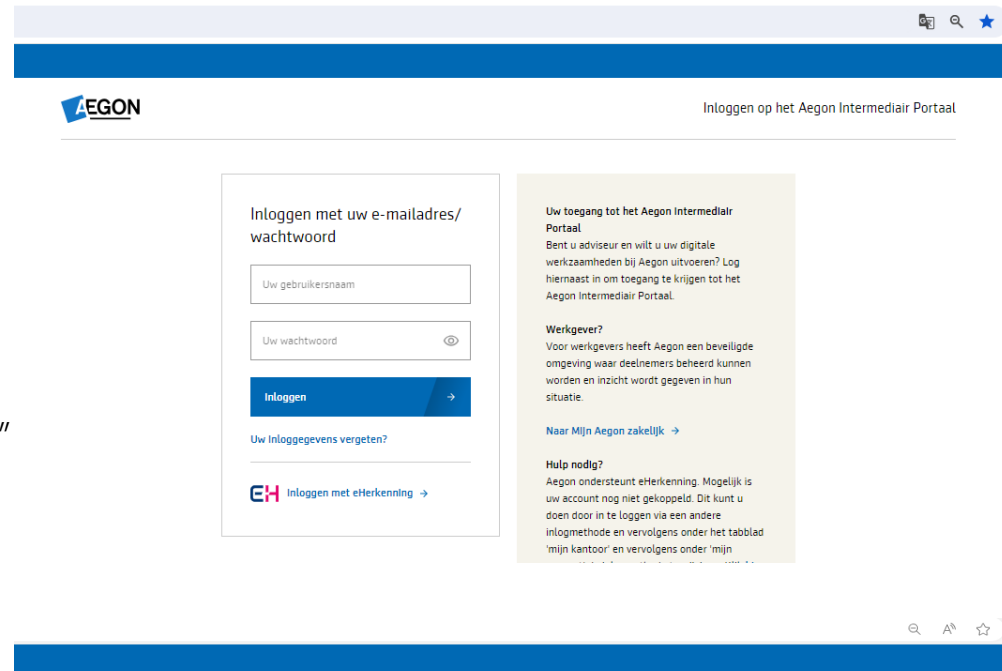 AEGON
Inloggen op het Aegon Intermediair Portaal
Inloggen met uw e-mailadres/
wachtwoord
Uw gebruikersnaam
Uw wachtwoord
Inloggen
Uw Inloggegevens vergeten?
EH Inloggen met eHerkenning
Uw toegang tot het Aegon Intermediair
Portaal
Bent u adviseur en wilt u uw digitale
werkzaamheden bij Aegon uitvoeren? Log
hiernaast in om toegang te krijgen tot het
Aegon Intermediair Portaal.
Werkgever?
Voor werkgevers heeft Aegon een beveiligde
omgeving waar deelnemers beheerd kunnen
worden en inzicht wordt gegeven in hun
situatie.
Naar Mijn Aegon zakelijk
Hulp nodig?
Aegon ondersteunt eHerkenning. Mogelijk is
uw account nog niet gekoppeld. Dit kunt u
doen door in te loggen via een andere
inlogmethode en vervolgens onder het tabblad
'mijn kantoor' en vervolgens onder 'mijn